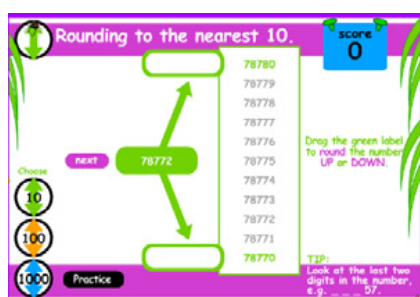 Rounding to the nearest 10.
score
0
78780
78779
78778
78777
78776
78775
78774
78773
78772
78771
78770
next
78772
Drag the green label
to round the number
UP or DOWN.
Choose
10
100
1000
Practice
TIP:
Look at the last two
digits in the number,
e.g. _ _ _ 57.